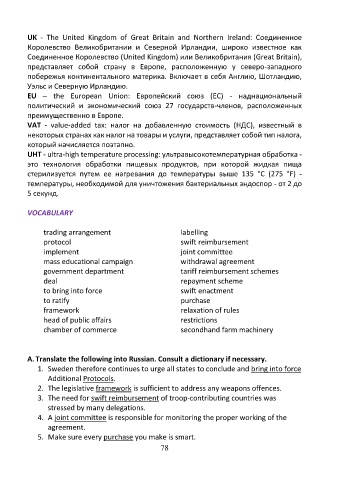 UK - The United Kingdom of Great Britain and Northern Ireland: Соединенное
Королевство Великобритании и Северной Ирландии, широко известное как
Соединенное Королевство (United Kingdom) или Великобритания (Great Britain),
представляет собой страну в Европе, расположенную у северо-западного
побережья континентального материка. Включает в себя Англию, Шотландию,
Уэльс и Северную Ирландию.
EU – the European Union: Европейский союз (ЕС) - наднациональный
политический и экономический союз 27 государств-членов, расположенных
преимущественно в Европе.
VAT - value-added tax: налог на добавленную стоимость (НДС), известный в
некоторых странах как налог на товары и услуги, представляет собой тип налога,
который начисляется поэтапно.
UHT - ultra-high temperature processing: ультравысокотемпературная обработка -
это технология обработки пищевых продуктов, при которой жидкая пища
стерилизуется путем ее нагревания до температуры выше 135 °C (275 °F) -
температуры, необходимой для уничтожения бактериальных эндоспор - от 2 до
5 секунд.
VOCABULARY
trading arrangement labelling
protocol swift reimbursement
implement joint committee
mass educational campaign withdrawal agreement
government department tariff reimbursement schemes
deal repayment scheme
to bring into force swift enactment
to ratify purchase
framework relaxation of rules
head of public affairs restrictions
chamber of commerce secondhand farm machinery
A. Translate the following into Russian. Consult a dictionary if necessary.
1. Sweden therefore continues to urge all states to conclude and bring into force
Additional Protocols.
2. The legislative framework is sufficient to address any weapons offences.
3. The need for swift reimbursement of troop-contributing countries was
stressed by many delegations.
4. A joint committee is responsible for monitoring the proper working of the
agreement.
5. Make sure every purchase you make is smart.
78